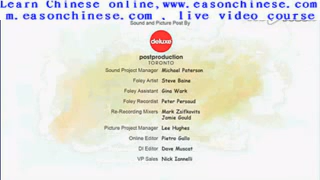 Learn Chinese online,www.easonchinese.com
m.easonchinese.com . live video course
Sound and Picture Post By
deluxe
postproduction
TORONTO
Sound Project Manager Michael Peterson
Foley Artist Steve Baine
Foley Assistant Gina Wark
Foley Recordist Peter Persaud
Re-Recording Mixers Mark Zsifkovits
Jamie Gould
Picture Project Manager Lee Hughes
Online Editor Pietro Gallo
DI Editor Dave Muscat
VP Sales Nick Iannelli